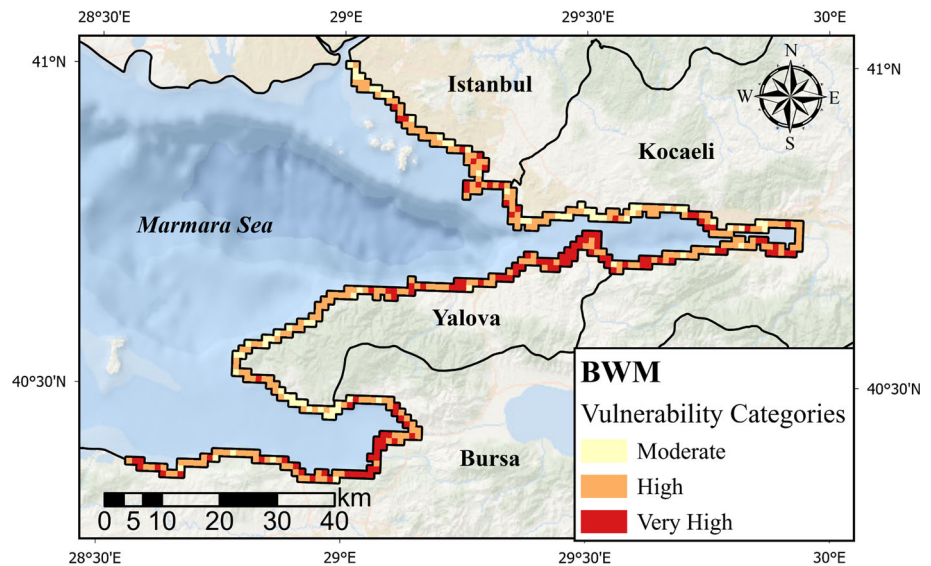 28°30'E 29°E 29°30'E 30°E
41°N 41°N
N
W E
S
Istanbul
Kocaeli
Marmara Sea
Yalova
40°30'N 40°30'N
BWM
Vulnerability Categories
Moderate
High
Very High
Bursa
km
0 5 10 20 30 40
28°30'E 29°E 29°30'E 30°E